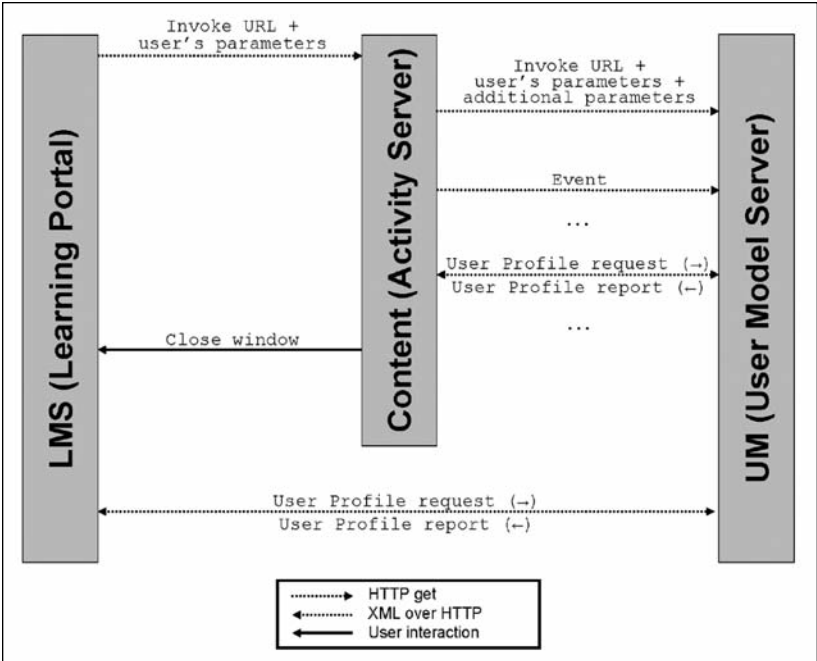 Invoke URL +
user's parameters
Invoke URL +
user's parameters +
additional parameters
Event
...
User Profile request (→)
User Profile report (←)
...
Close window
User Profile request (→)
User Profile report (←)
LMS (Learning Portal)
Content (Activity Server)
UM (User Model Server)
HTTP get
XML over HTTP
User interaction